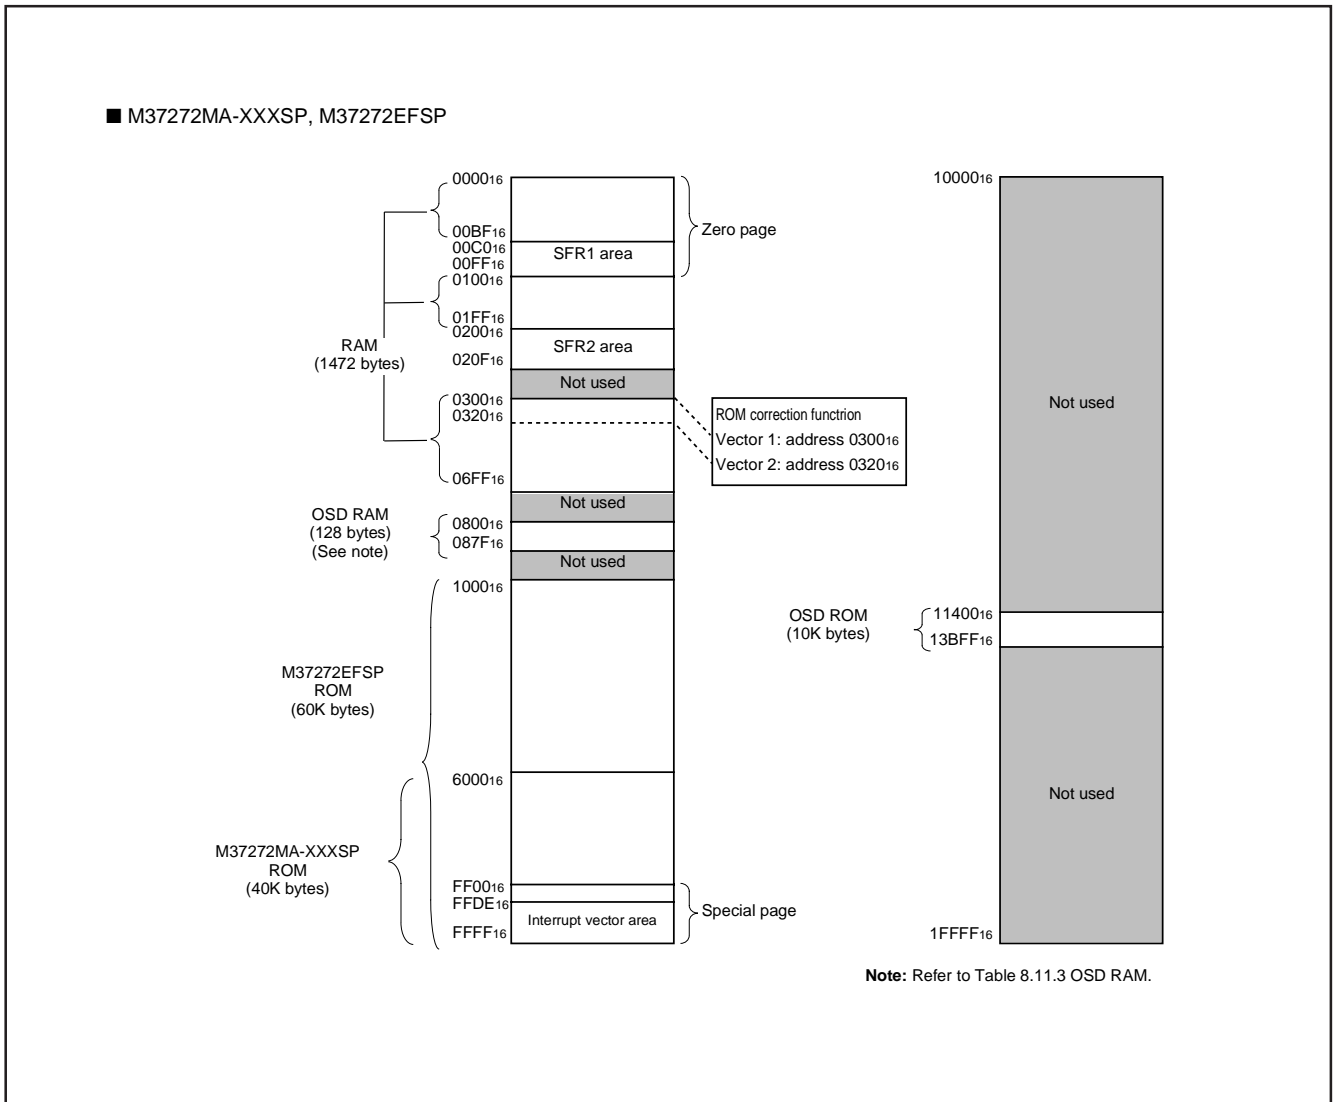 ■ M37272MA-XXXSP, M37272EFSP
000016
00BF16
00C016
00FF16
010016
01FF16
020016
020F16
030016
032016
06FF16
080016
087F16
100016
600016
FF0016
FFDE16
FFFF16
RAM
(1472 bytes)
OSD RAM
(128 bytes)
(See note)
M37272EFSP
ROM
(60K bytes)
M37272MA-XXXSP
ROM
(40K bytes)
SFR1 area
SFR2 area
Not used
Not used
Not used
Interrupt vector area
Zero page
ROM correction functrion
Vector 1: address 030016
Vector 2: address 032016
Special page
1000016
Not used
OSD ROM
(10K bytes)
1140016
13BFF16
Not used
1FFFF16
Note: Refer to Table 8.11.3 OSD RAM.